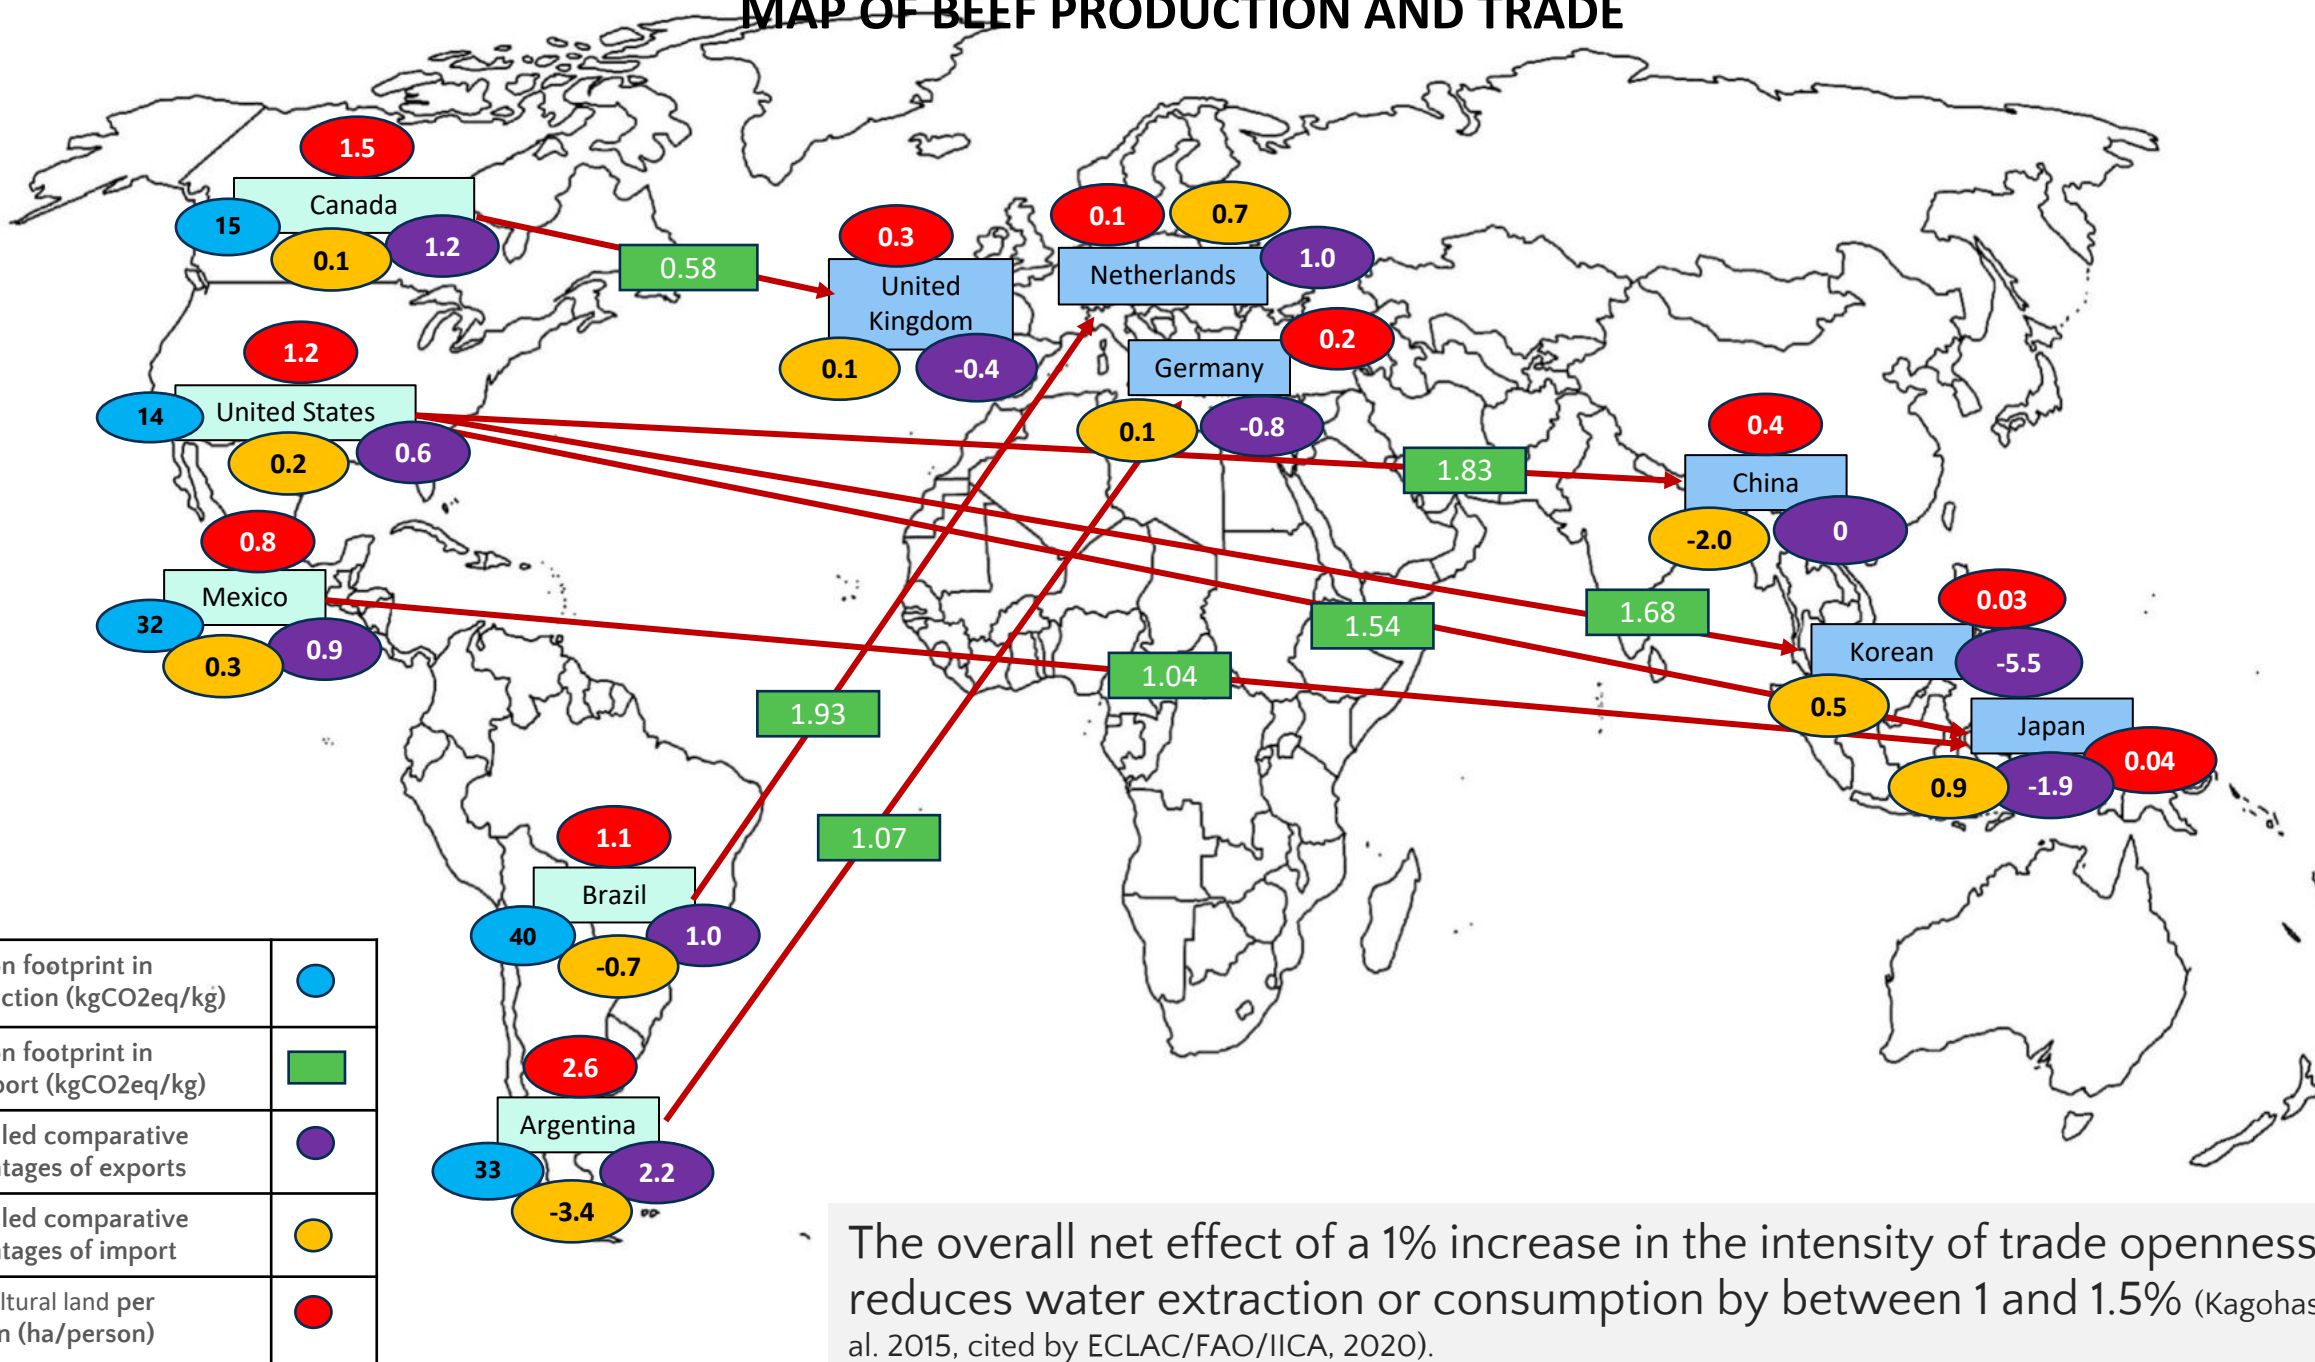 MAP OF BEEF PRODUCTION AND TRADE
1.5
Canada
15
0.1
1.2
0.58
0.3
United
Kingdom
0.1
-0.4
0.1
0.7
Netherlands
1.0
0.2
Germany
0.1
-0.8
1.2
United States
14
0.2
0.6
1.83
0.4
China
-2.0
0
0.8
Mexico
32
0.3
0.9
1.04
1.54
1.68
0.03
Korean
-5.5
0.5
Japan
0.04
0.9
-1.9
1.93
1.07
1.1
Brazil
40
-0.7
1.0
2.6
Argentina
33
-3.4
2.2
n footprint in
ction (kgCO2eq/kg)
n footprint in
port (kgCO2eq/kg)
led comparative
tages of exports
led comparative
tages of import
ltural land per
n (ha/person)
The overall net effect of a 1% increase in the intensity of trade openness
reduces water extraction or consumption by between 1 and 1.5% (Kagohas
al. 2015, cited by ECLAC/FAO/IICA, 2020).